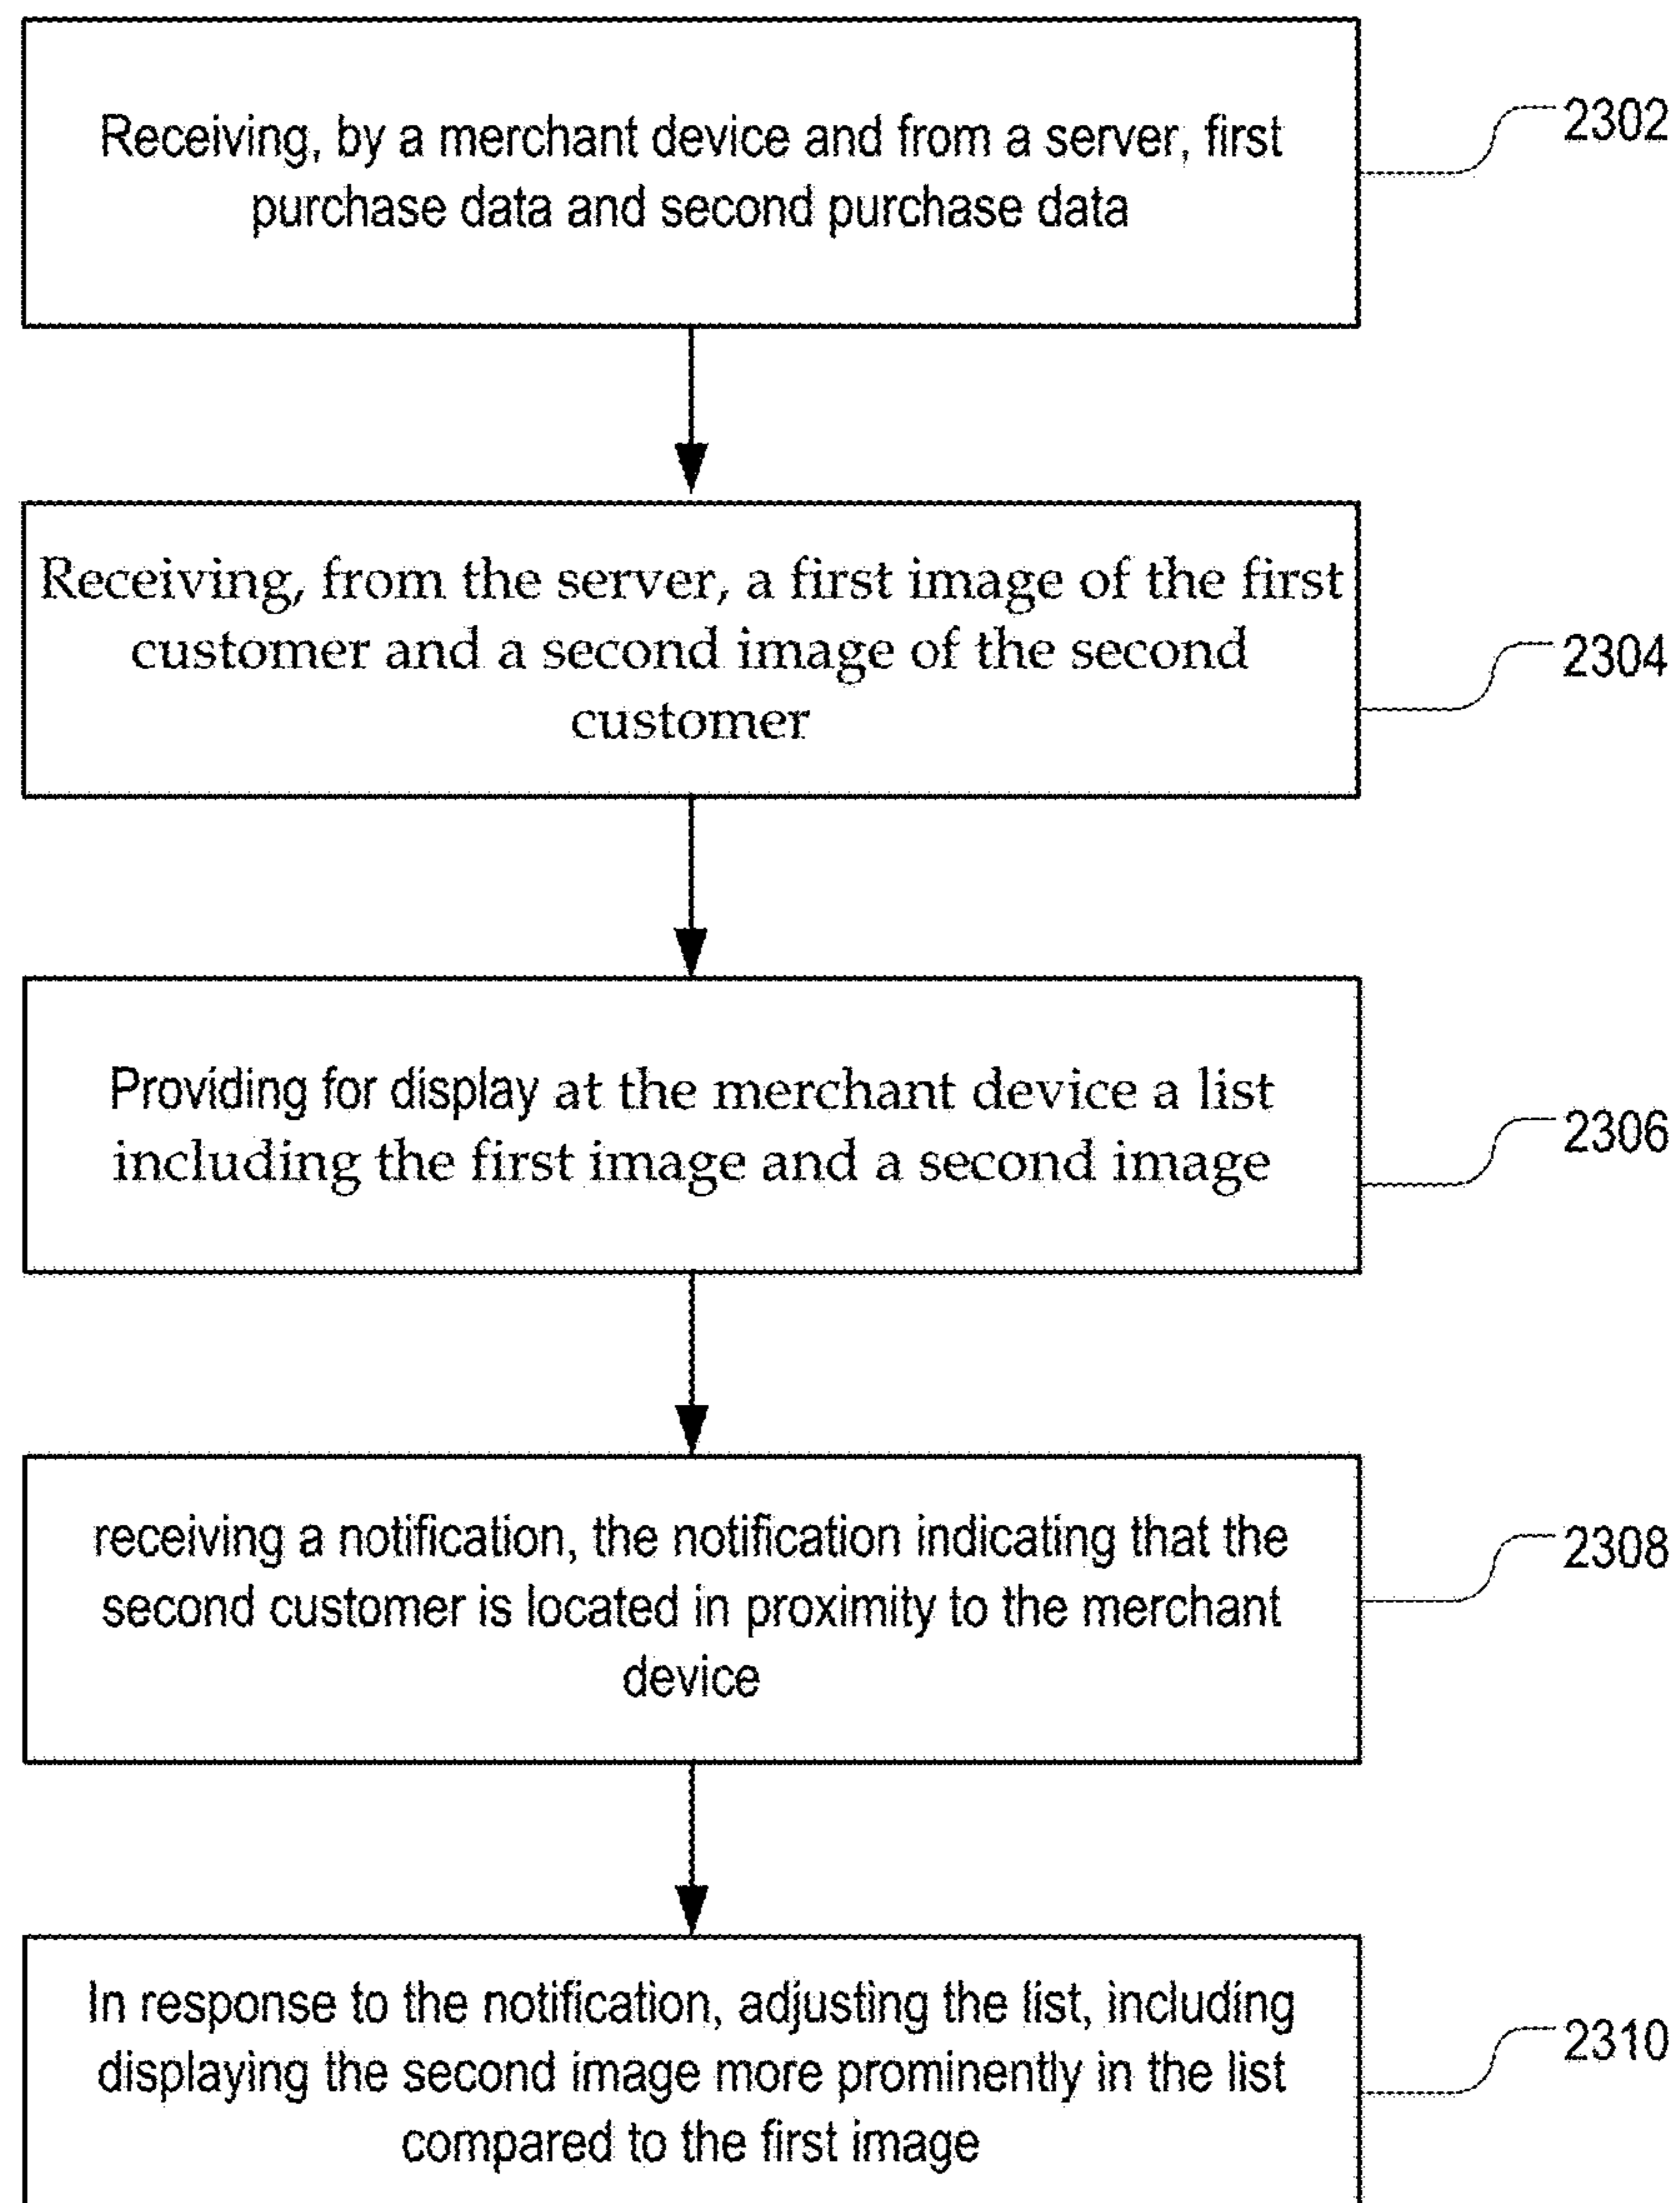 Receiving, by a merchant device and from a server, first
purchase data and second purchase data
2302
Receiving, from the server, a first image of the first
customer and a second image of the second
customer
2304
Providing for display at the merchant device a list
including the first image and a second image
2306
receiving a notification, the notification indicating that the
second customer is located in proximity to the merchant
device
2308
In response to the notification, adjusting the list, including
displaying the second image more prominently in the list
compared to the first image
2310